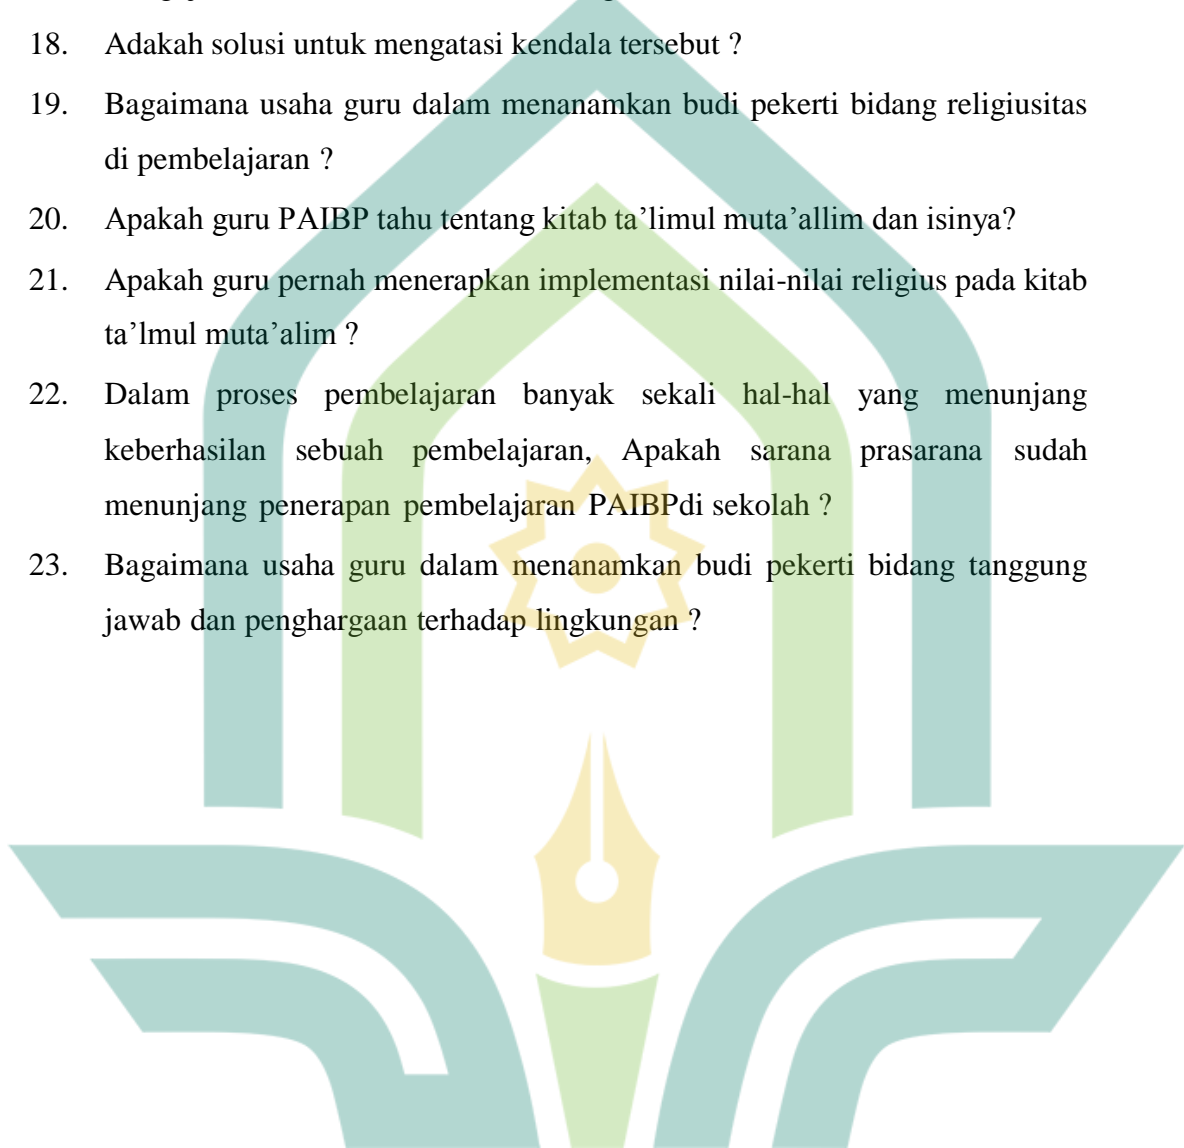 18. Adakah solusi untuk mengatasi kendala tersebut ?
19. Bagaimana usaha guru dalam menanamkan budi pekerti bidang religiusitas
di pembelajaran ?
20. Apakah guru PAIBP tahu tentang kitab ta’limul muta’allim dan isinya?
21. Apakah guru pernah menerapkan implementasi nilai-nilai religius pada kitab
ta’lmul muta’alim ?
22. Dalam proses pembelajaran banyak sekali hal-hal yang menunjang
keberhasilan sebuah pembelajaran, Apakah sarana prasarana sudah
menunjang penerapan pembelajaran PAIBPdi sekolah ?
23. Bagaimana usaha guru dalam menanamkan budi pekerti bidang tanggung
jawab dan penghargaan terhadap lingkungan ?